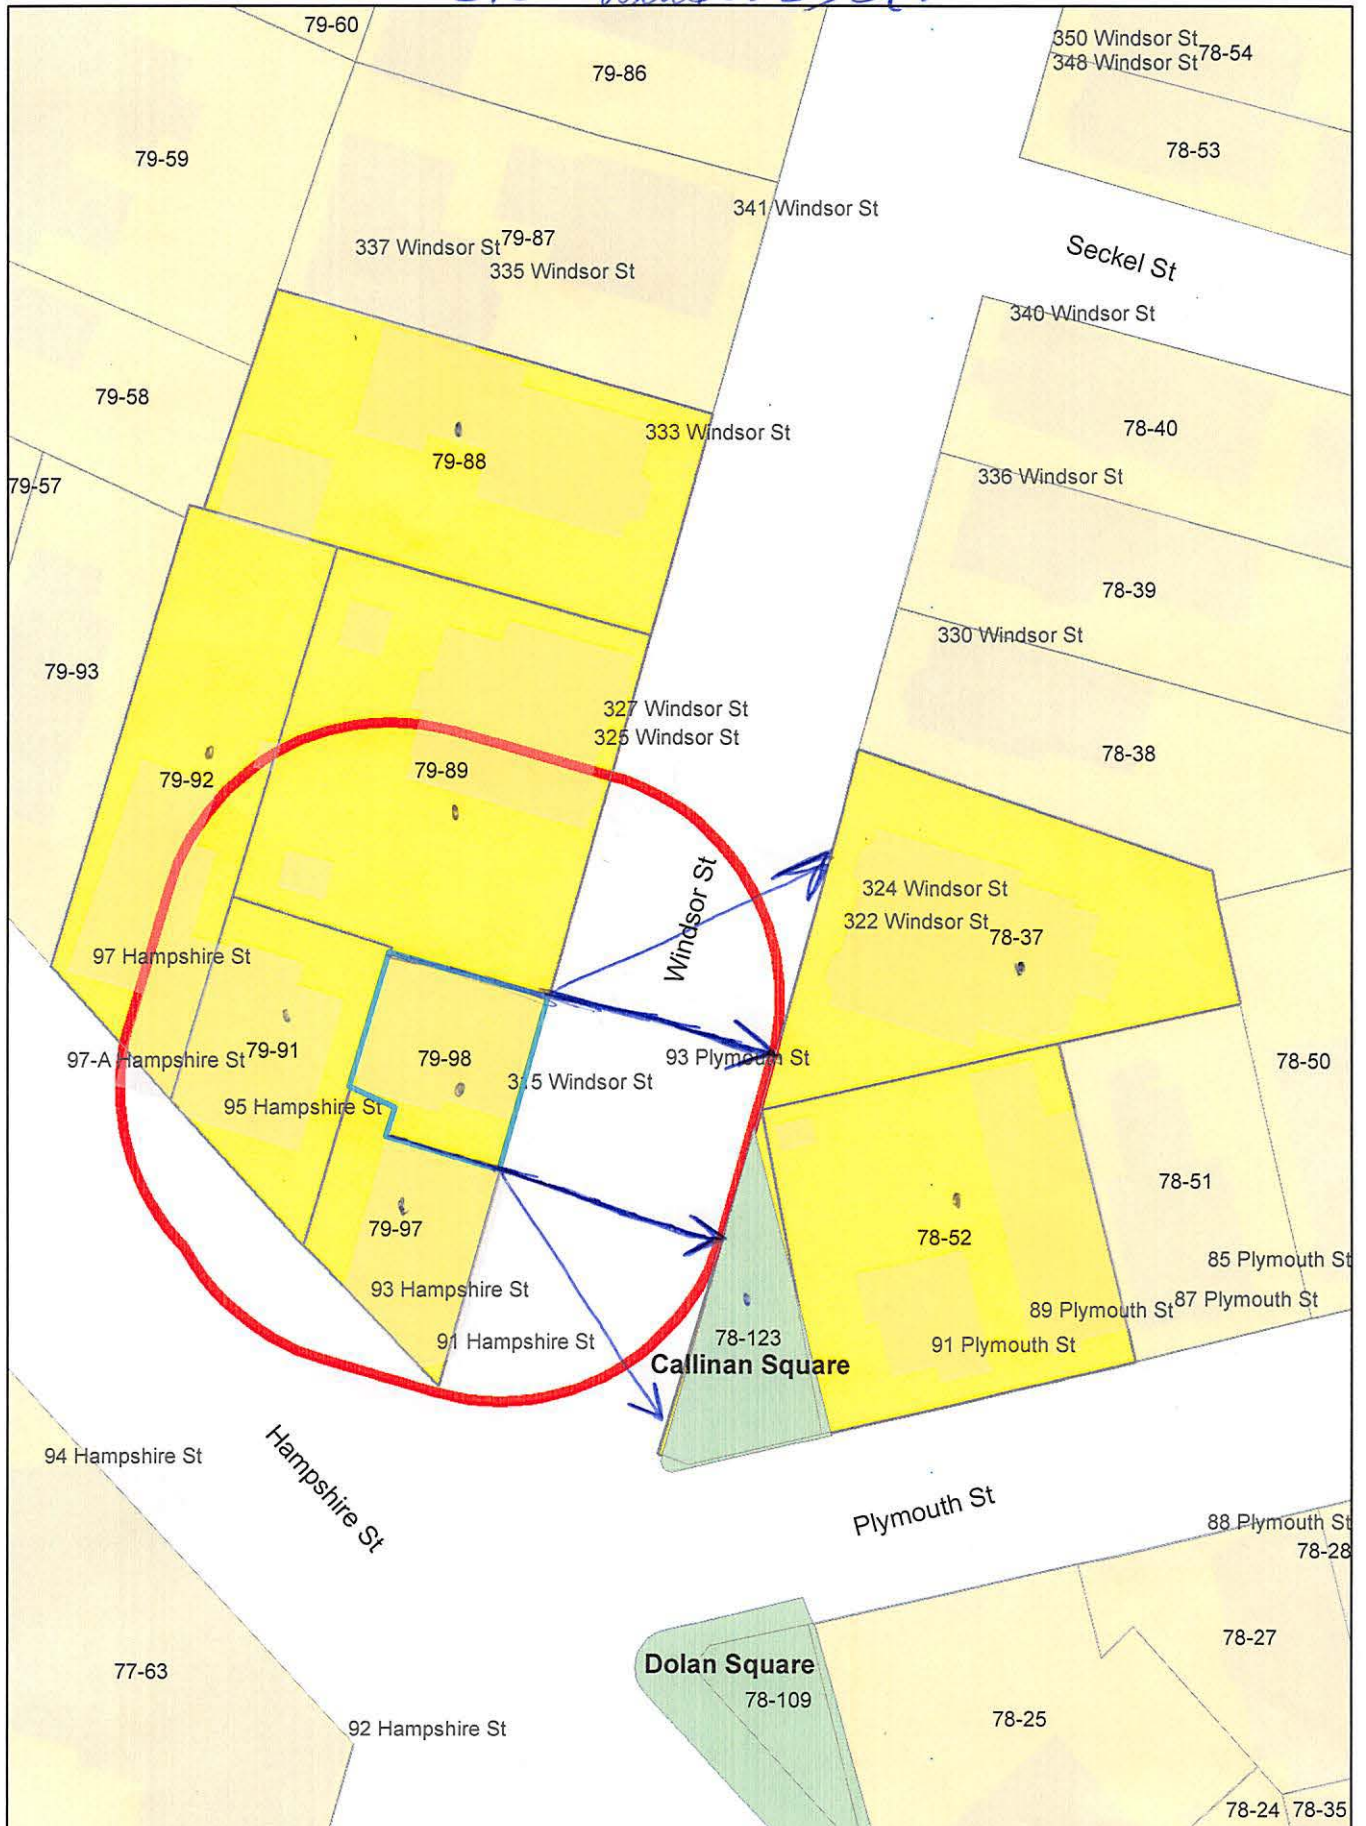 79-60
350 Windsor St
348 Windsor St
78-54
79-86
79-59
78-53
341 Windsor St
337 Windsor St
79-87
335 Windsor St
Seckel St
340 Windsor St
79-58
333 Windsor St
78-40
79-88
336 Windsor St
79-57
78-39
330 Windsor St
79-93
327 Windsor St
325 Windsor St
78-38
79-92
79-89
Windsor St
324 Windsor St
322 Windsor St
78-37
97 Hampshire St
97-A Hampshire St
79-91
79-98
93 Plymouth St
78-50
315 Windsor St
95 Hampshire St
78-51
79-97
78-52
85 Plymouth St
93 Hampshire St
87 Plymouth St
89 Plymouth St
91 Hampshire St
78-123
91 Plymouth St
Callinan Square
94 Hampshire St
Hampshire St
Plymouth St
88 Plymouth St
78-28
78-27
Dolan Square
77-63
78-109
78-25
92 Hampshire St
78-24
78-35